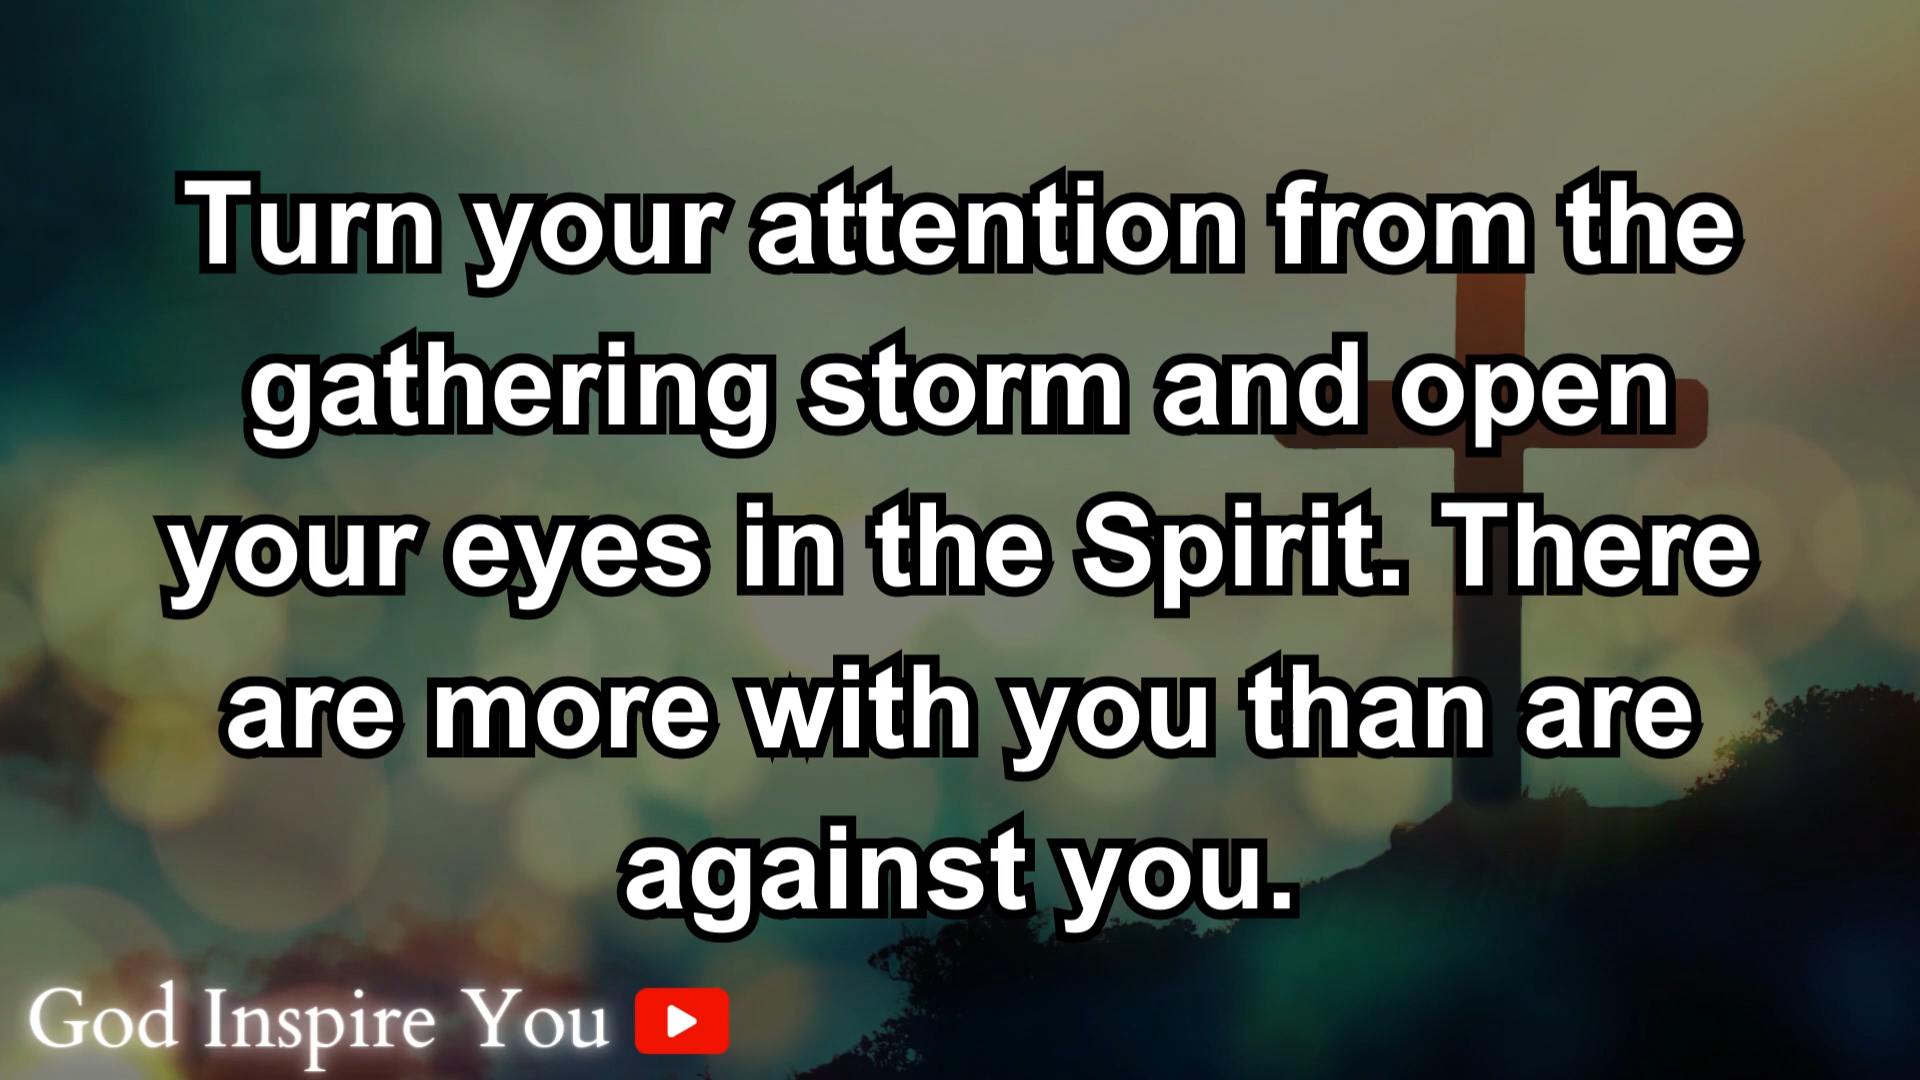 Turn your attention from the
gathering storm and open
your eyes in the Spirit. There
are more with you than are
against you.
God Inspire You